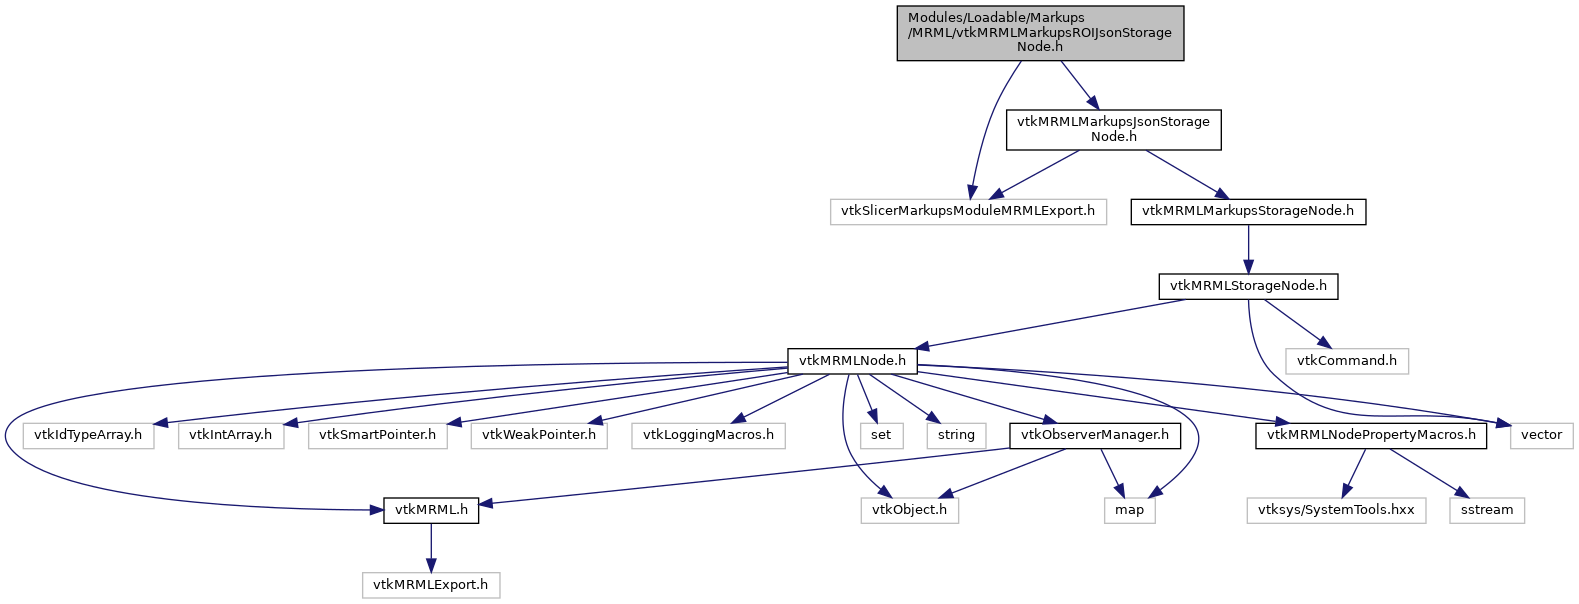 Modules/Loadable/Markups
/MRML/vtkMRMLMarkupsROIJsonStorage
Node.h
vtkMRMLMarkupsJsonStorage
Node.h
vtkSlicerMarkupsModuleMRMLExport.h
vtkMRMLMarkupsStorageNode.h
vtkMRMLStorageNode.h
vtkMRMLNode.h
vtkCommand.h
vtkIdTypeArray.h
vtkIntArray.h
vtkSmartPointer.h
vtkWeakPointer.h
vtkLoggingMacros.h
set
string
vtkObserverManager.h
vtkMRMLNodePropertyMacros.h
vector
vtkMRML.h
vtkObject.h
map
vtksys/SystemTools.hxx
sstream
vtkMRMLExport.h